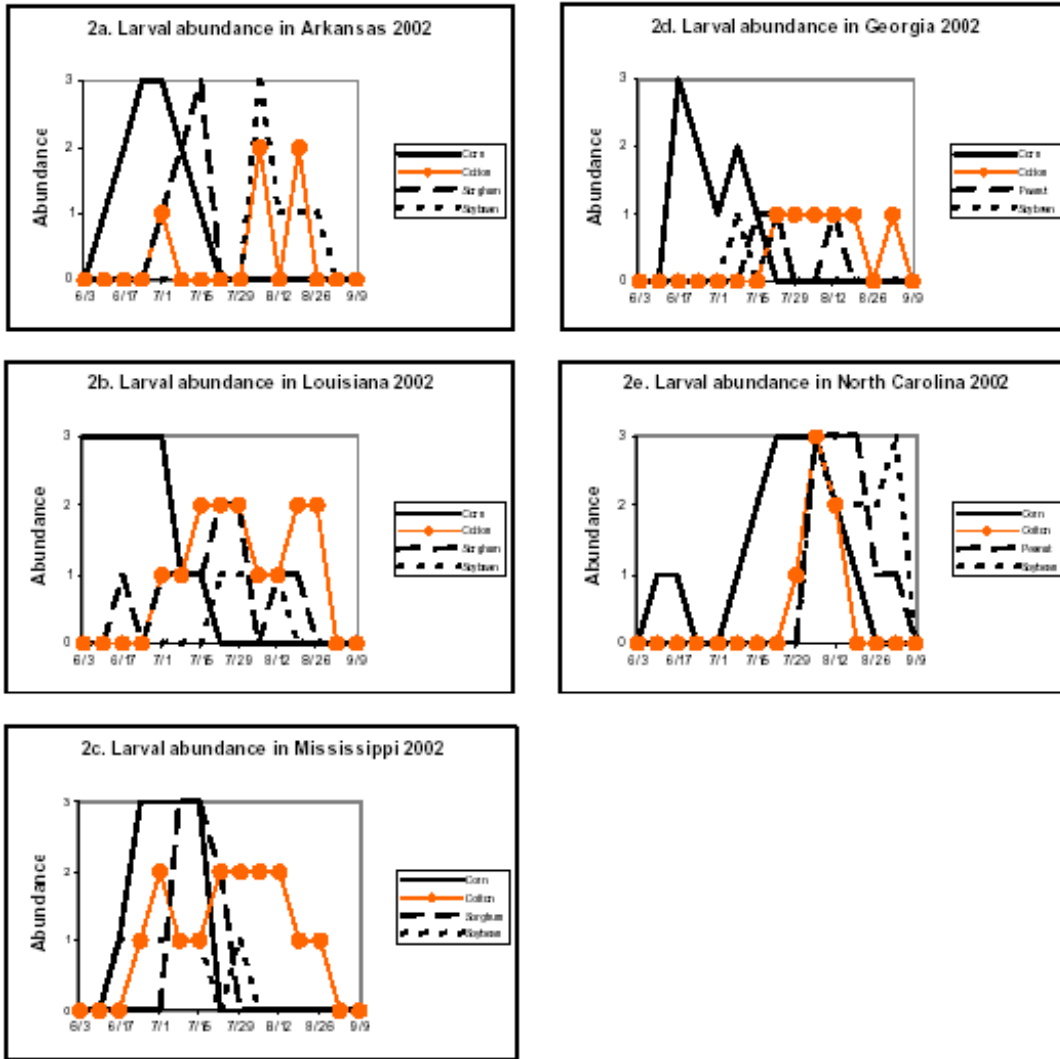 2a. Larval abundance in Arkansas 2002
Abundance
3
2
1
0
6/3 6/17 7/1 7/15 7/29 8/12 8/26 9/9
Corn
Cotton
Sorghum
Soybean
2d. Larval abundance in Georgia 2002
Abundance
3
2
1
0
6/3 6/17 7/1 7/15 7/29 8/12 8/26 9/9
Corn
Cotton
Peanut
Soybean
2b. Larval abundance in Louisiana 2002
Abundance
3
2
1
0
6/3 6/17 7/1 7/15 7/29 8/12 8/26 9/9
Corn
Cotton
Sorghum
Soybean
2e. Larval abundance in North Carolina 2002
Abundance
3
2
1
0
6/3 6/17 7/1 7/15 7/29 8/12 8/26 9/9
Corn
Cotton
Peanut
Soybean
2c. Larval abundance in Mississippi 2002
Abundance
3
2
1
0
6/3 6/17 7/1 7/15 7/29 8/12 8/26 9/9
Corn
Cotton
Sorghum
Soybean